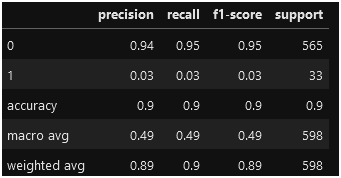 precision recall f1-score support
0 0.94 0.95 0.95 565
1 0.03 0.03 0.03 33
accuracy 0.9 0.9 0.9 0.9
macro avg 0.49 0.49 0.49 598
weighted avg 0.89 0.9 0.89 598